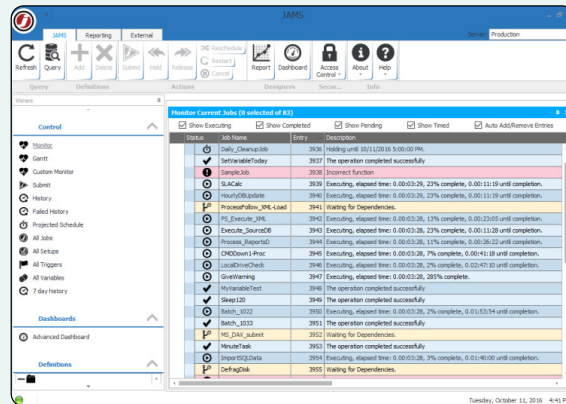 JAMS
JAMS Reporting External
Server: Production
Refresh Query Add Delete Submit Hold Release Reschedule Restart Cancel Report Dashboard Access Control About Help
Query Definitions Actions Designers Secur... Info
Views
Control
Monitor
Gantt
Custom Monitor
Submit
History
Failed History
Projected Schedule
All Jobs
All Setups
All Triggers
All Variables
7 day history
Dashboards
Advanced Dashboard
Definitions
Monitor Current Jobs (0 selected of 83)
Show Executing Show Completed Show Pending Show Timed Auto Add/Remove Entries
Status Job Name Entry Description
Daily_CleanupJob 3936 Holding until 10/11/2016 5:00:00 PM.
SetVariableToday 3937 The operation completed successfully
SampleJob 3938 Incorrect function
SLACalc 3939 Executing, elapsed time: 0.00:03:29, 23% complete, 0.00:11:19 until completion.
HourlyDBUpdate 3940 Executing, elapsed time: 0.00:03:29, 23% complete, 0.00:11:19 until completion.
ProcessFollow_XML-Load 3941 Waiting for Dependencies.
PS_Execute_XML 3942 Executing, elapsed time: 0.00:03:28, 13% complete, 0.00:23:05 until completion.
Execute_SourceDB 3943 Executing, elapsed time: 0.00:03:28, 23% complete, 0.00:11:28 until completion.
Process_ReportsD 3944 Executing, elapsed time: 0.00:03:28, 11% complete, 0.00:26:22 until completion.
CMDDown1-Proc 3945 Executing, elapsed time: 0.00:03:28, 7% complete, 0.00:41:18 until completion.
LocalDriveCheck 3946 Executing, elapsed time: 0.00:03:28, 2% complete, 0.02:47:10 until completion.
GiveWarning 3947 Executing, elapsed time: 0.00:03:28, 285% complete.
MyVariableTest 3948 The operation completed successfully
Sleep120 3949 The operation completed successfully
Batch_1022 3950 Executing, elapsed time: 0.00:03:28, 2% complete, 0.01:53:54 until completion.
Batch_1033 3951 The operation completed successfully
MS_DAX_submit 3952 Waiting for Dependencies.
MinuteTask 3953 The operation completed successfully
ImportSQLData 3954 Executing, elapsed time: 0.00:03:28, 3% complete, 0.01:40:00 until completion.
DefragDisk 3955 Waiting for Dependencies.
Tuesday, October 11, 2016 4:41 P